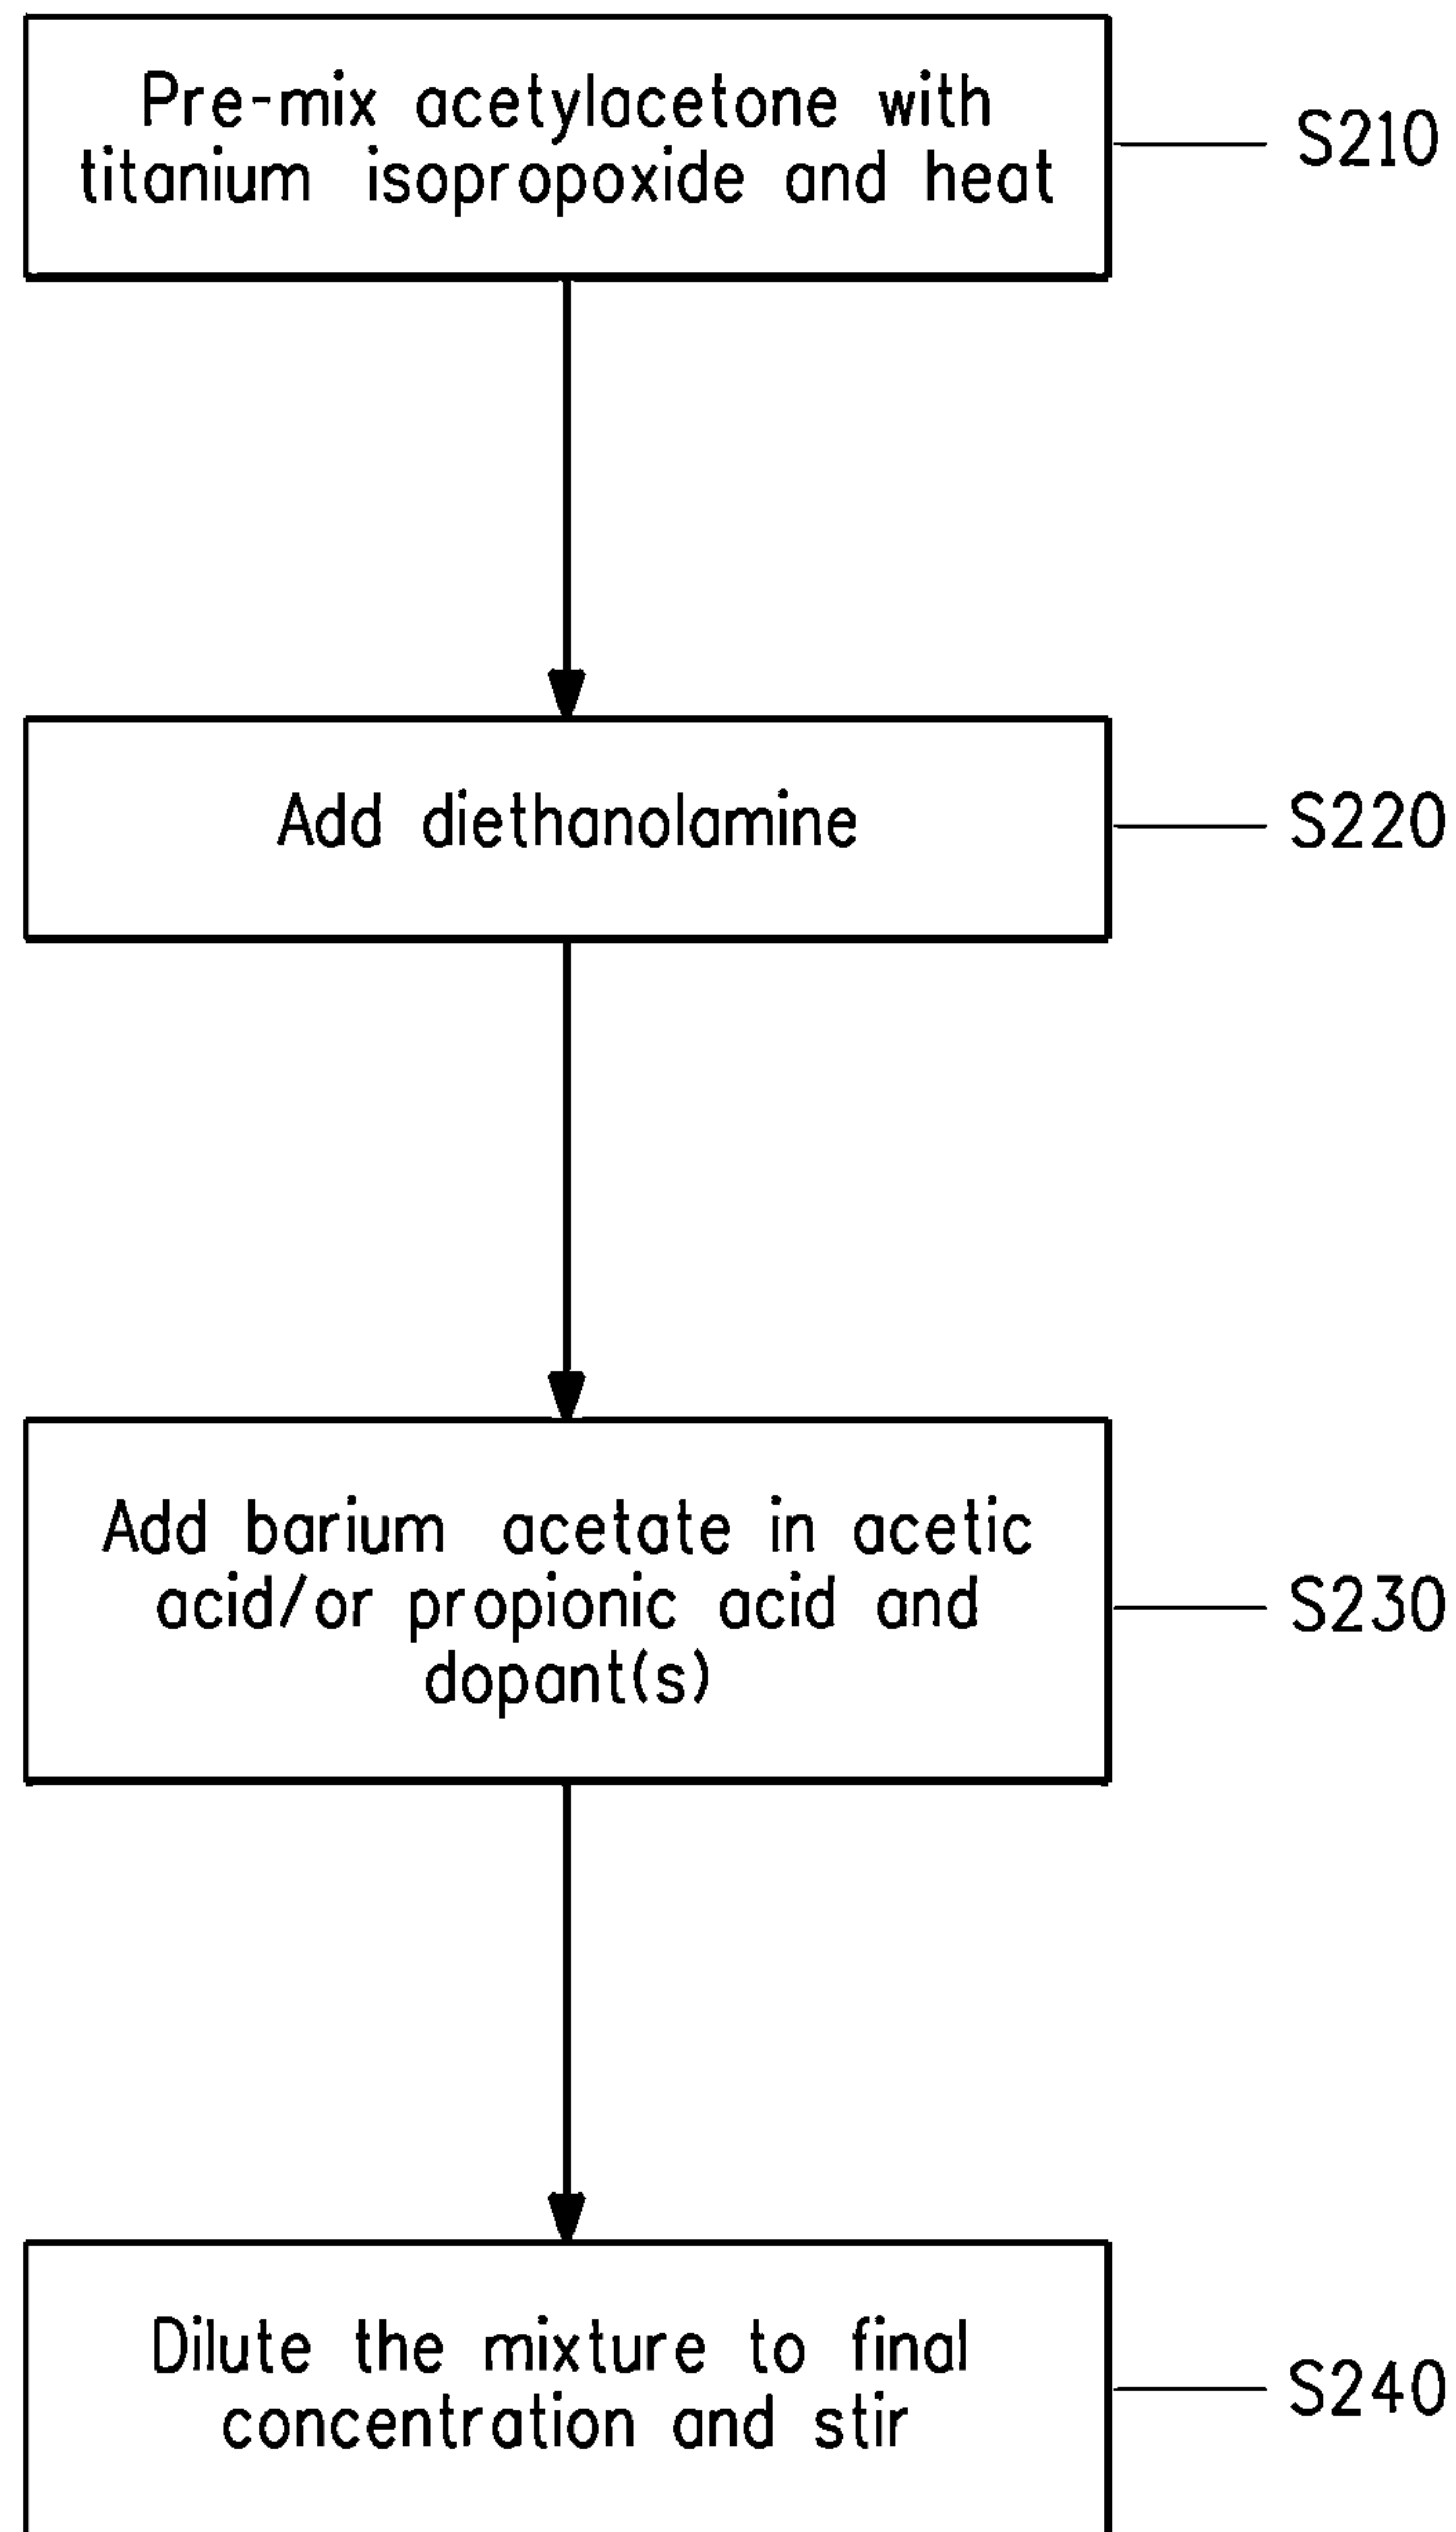 Pre-mix acetylacetone with
titanium isopropoxide and heat
S210
Add diethanolamine
S220
Add barium acetate in acetic
acid/or propionic acid and
dopant(s)
S230
Dilute the mixture to final
concentration and stir
S240